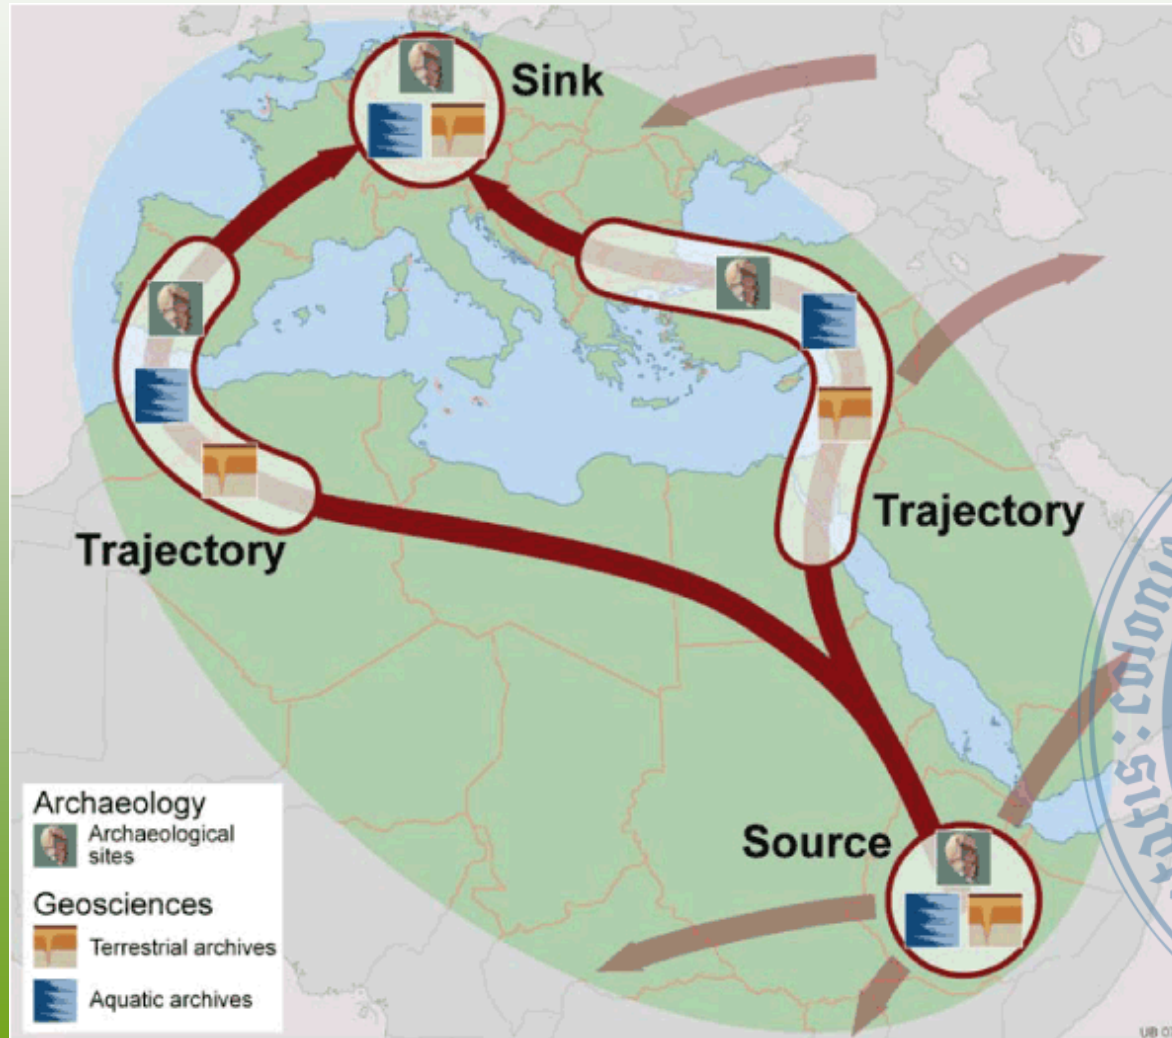 Sink
Trajectory
Trajectory
Source
Archaeology
Archaeological
sites
Geosciences
Terrestrial archives
Aquatic archives